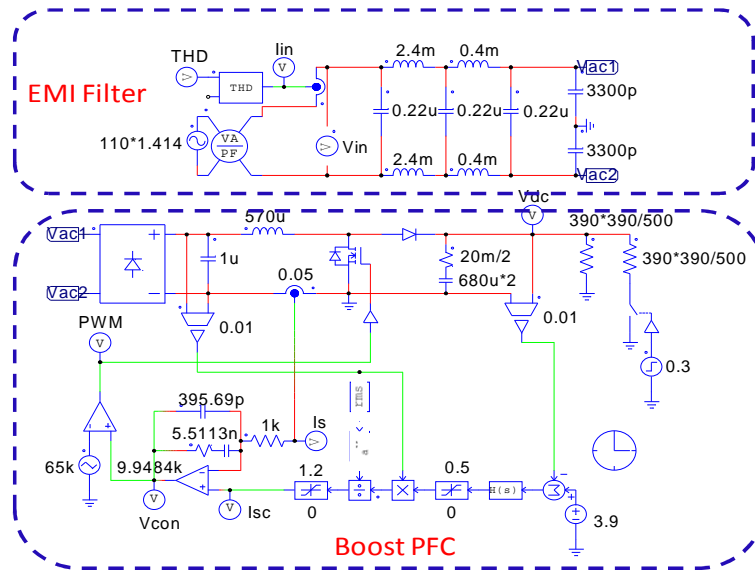 THD
Iin
2.4m
0.4m
Vac1
V
THD
V
EMI Filter
3300p
0.22u
0.22u
0.22u
110*1.414
VA
PF
V
Vin
3300p
2.4m
0.4m
Vac2
Vdc
V
570u
390*390/500
Vac1
+
1u
20m/2
390*390/500
0.05
680u*2
Vac2
−
PWM
0.01
0.01
V
0.3
rms
395.69p
1k
Is
V
5.5113n
65k
9.9484k
1.2
0.5
H(s)
−
+
V
V
0
÷
×
0
Σ
Vcon
Isc
3.9
Boost PFC